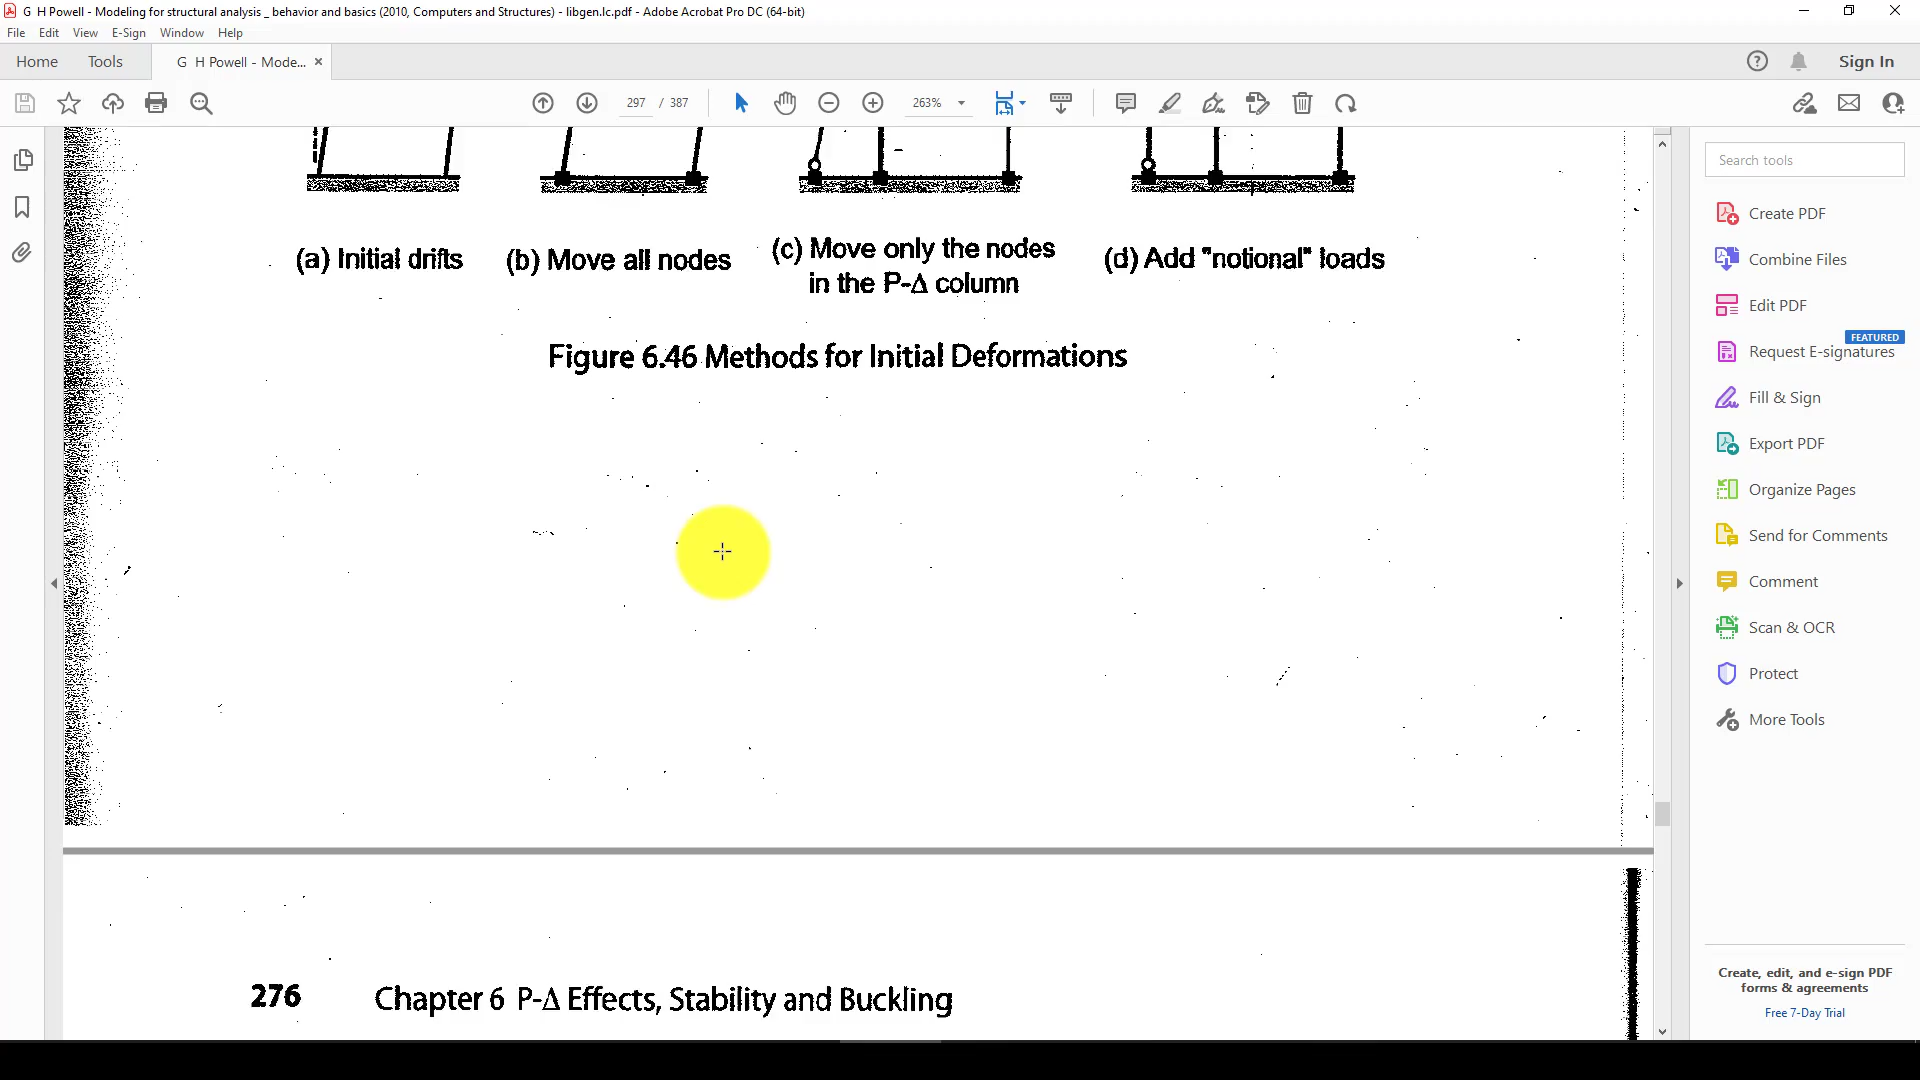 G H Powell - Modeling for structural analysis _ behavior and basics (2010, Computers and Structures) - libgen.lc.pdf - Adobe Acrobat Pro DC (64-bit)
File Edit View E-Sign Window Help
Home Tools G H Powell - Mode... Sign In
297 / 387 263%
Search tools
Create PDF
Combine Files
Edit PDF
FEATURED
Request E-signatures
Fill & Sign
Export PDF
Organize Pages
Send for Comments
Comment
Scan & OCR
Protect
More Tools
Create, edit, and e-sign PDF
forms & agreements
Free 7-Day Trial
(a) Initial drifts
(b) Move all nodes
(c) Move only the nodes
in the P-Δ column
(d) Add "notional" loads
Figure 6.46 Methods for Initial Deformations
276 Chapter 6 P-Δ Effects, Stability and Buckling